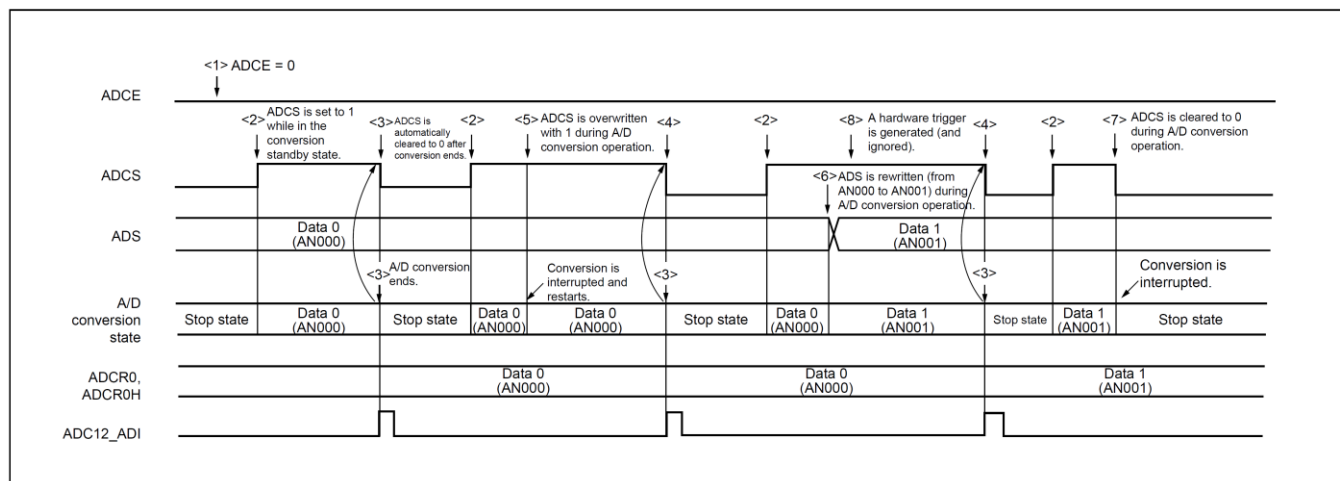 <1> ADCE = 0
ADCE
<2> ADCS is set to 1
while in the
conversion
standby state.
<3> ADCS is
automatically
cleared to 0 after
conversion ends.
<2>
<5> ADCS is overwritten
with 1 during A/D
conversion operation.
<4>
<2>
<8> A hardware trigger
is generated (and
ignored).
<4>
<2>
<7> ADCS is cleared to 0
during A/D conversion
operation.
ADCS
<6> ADS is rewritten (from
AN000 to AN001) during
A/D conversion operation.
ADS
Data 0
(AN000)
Data 1
(AN001)
<3> A/D conversion
ends.
Conversion is
interrupted and
restarts.
<3>
<3>
Conversion is
interrupted.
A/D
conversion
state
Stop state
Data 0
(AN000)
Stop state
Data 0
(AN000)
Data 0
(AN000)
Stop state
Data 0
(AN000)
Data 1
(AN001)
Stop state
Data 1
(AN001)
Stop state
ADCR0,
ADCR0H
Data 0
(AN000)
Data 0
(AN000)
Data 1
(AN001)
ADC12_ADI